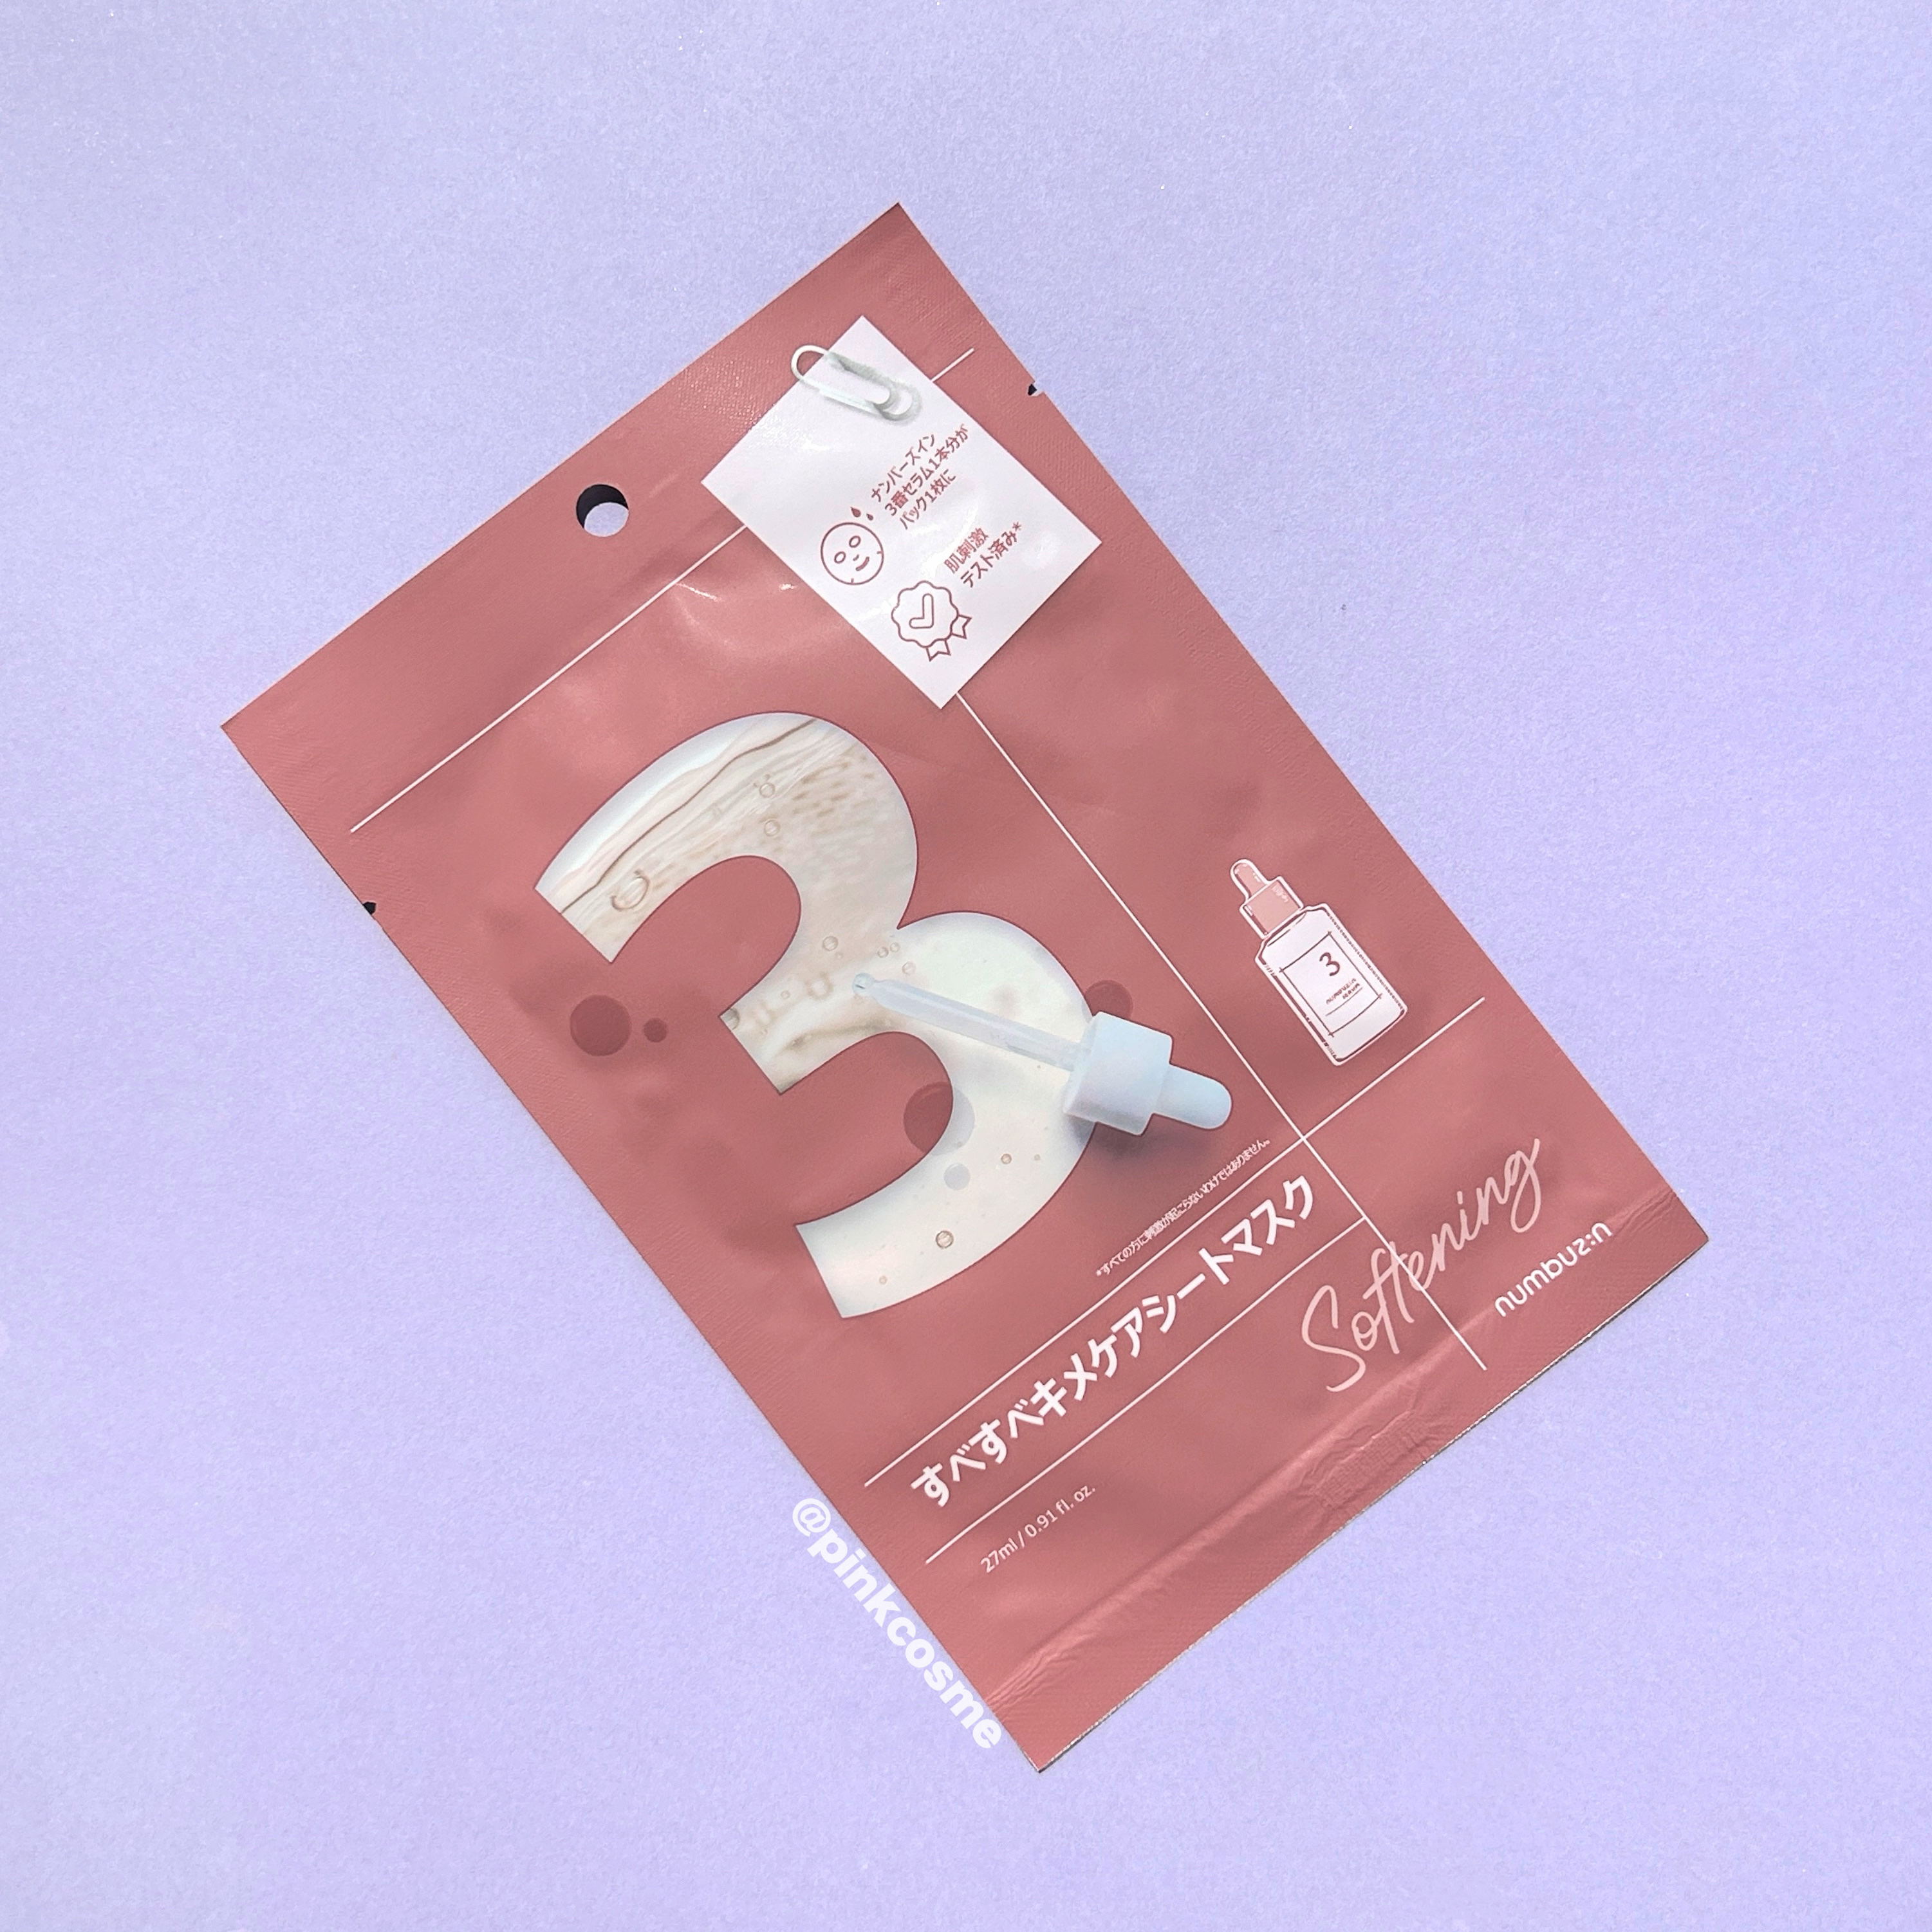 ナンバーズイン
3番セラム1本分が
パック1枚に
肌刺激
テスト済み*
3
3
*すべての方に刺激が起こらないわけではありません。
すべすべキメケアシートマスク
27ml / 0.91 fl. oz.
Softening
numbuz:n
@pinkcosme